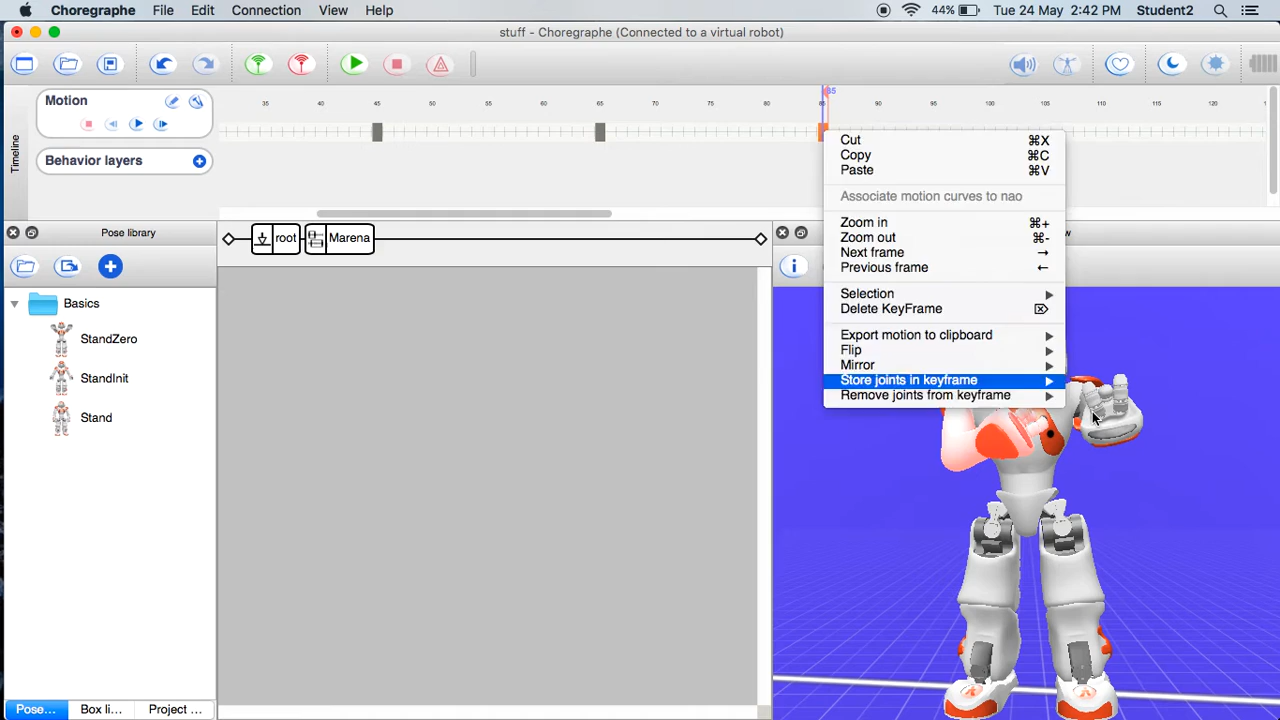 Choregraphe File Edit Connection View Help 44% Tue 24 May 2:42 PM Student2
stuff - Choregraphe (Connected to a virtual robot)
Motion
35 40 45 50 55 60 65 70 75 80 85 90 95 100 105 110 115 120
85
Timeline
Behavior layers
Cut ⌘X
Copy ⌘C
Paste ⌘V
Associate motion curves to nao
Zoom in ⌘+
Zoom out ⌘-
Next frame →
Previous frame ←
Selection
Delete KeyFrame
Export motion to clipboard
Flip
Mirror
Store joints in keyframe
Remove joints from keyframe
Pose library
root Marena
Basics
StandZero
StandInit
Stand
Pose... Box li... Project ...